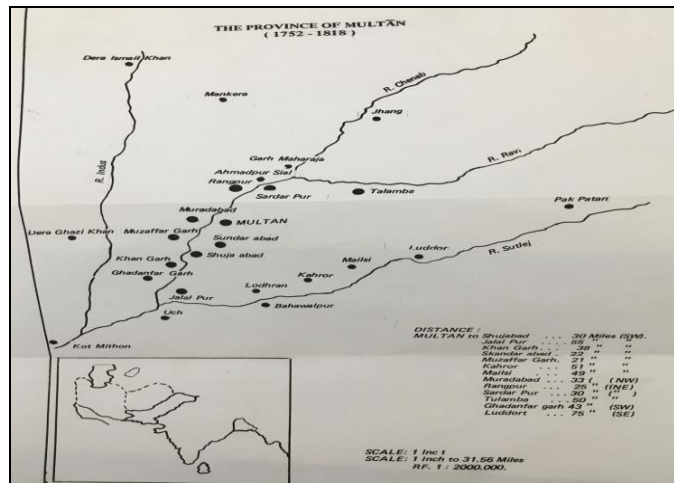 THE PROVINCE OF MULTĀN
( 1752 - 1818 )
Dera Ismail Khan
Mankera
R. Chenab
Jhang
R. Indus
Garh Maharaja
R. Ravi
Ahmadpur Sial
Rangpur
Sardar Pur
Talamba
Pak Patan
Muradabad
MULTAN
Dera Ghazi Khan
Muzaffar Garh
Sundar abad
Luddor
Khan Garh
Shuja abad
R. Sutlej
Mailsi
Ghadanfar Garh
Kahror
Jalal Pur
Lodhran
Bahawalpur
Uch
Kot Mithon
DISTANCE :
MULTAN to Shujabad . . . 30 Miles (SW).
Jalal Pur . . . 55 " "
Khan Garh . . . 38 " "
Skandar abad . 22 " "
Muzaffar Garh. 21 " "
Kahror . . . 51 " "
Mailsi . . . 49 " "
Muradabad . . . 33 ( . (NW)
Rangpur . . . 25 " ((NE)
Sardar Pur . . . 30 " ( " )
Tulamba . . . 50 " "
Ghadanfar garh 43 " (SW)
Luddort . . . 75 " (SE)
SCALE: 1 Inc t
SCALE: 1 Inch to 31.56 Miles
RF. 1 : 2000.000.